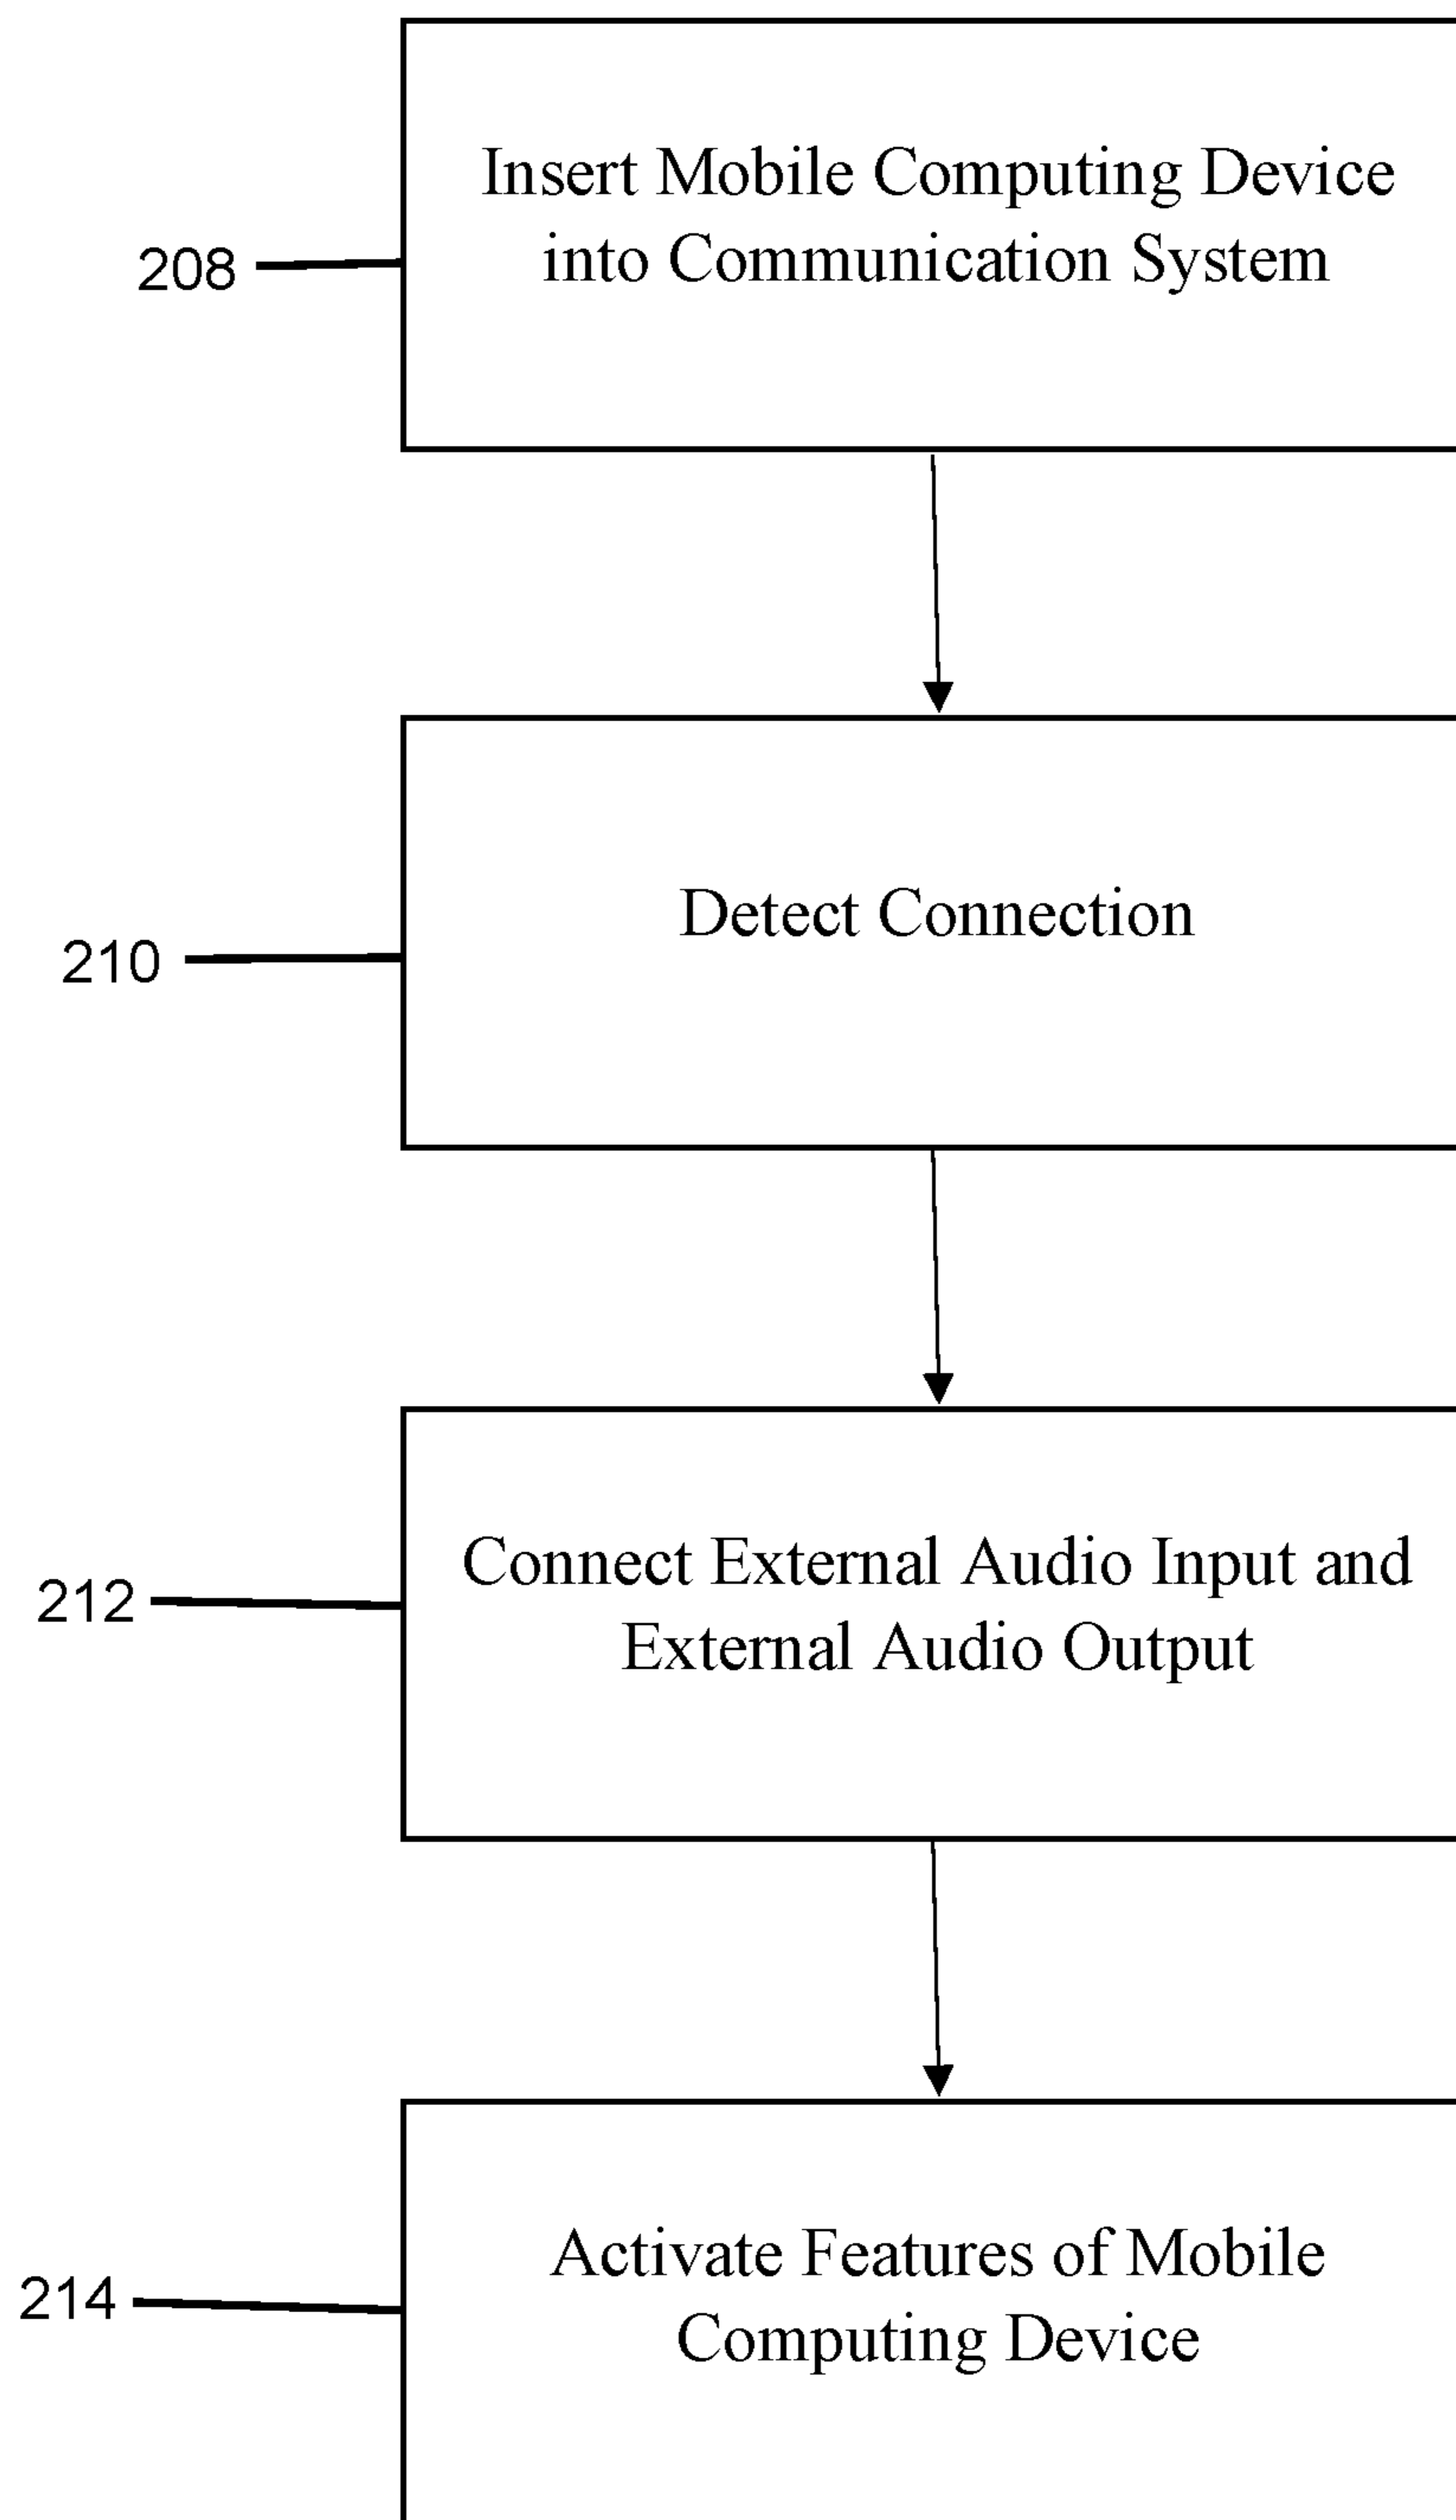 Insert Mobile Computing Device
into Communication System
208
Detect Connection
210
Connect External Audio Input and
External Audio Output
212
Activate Features of Mobile
Computing Device
214